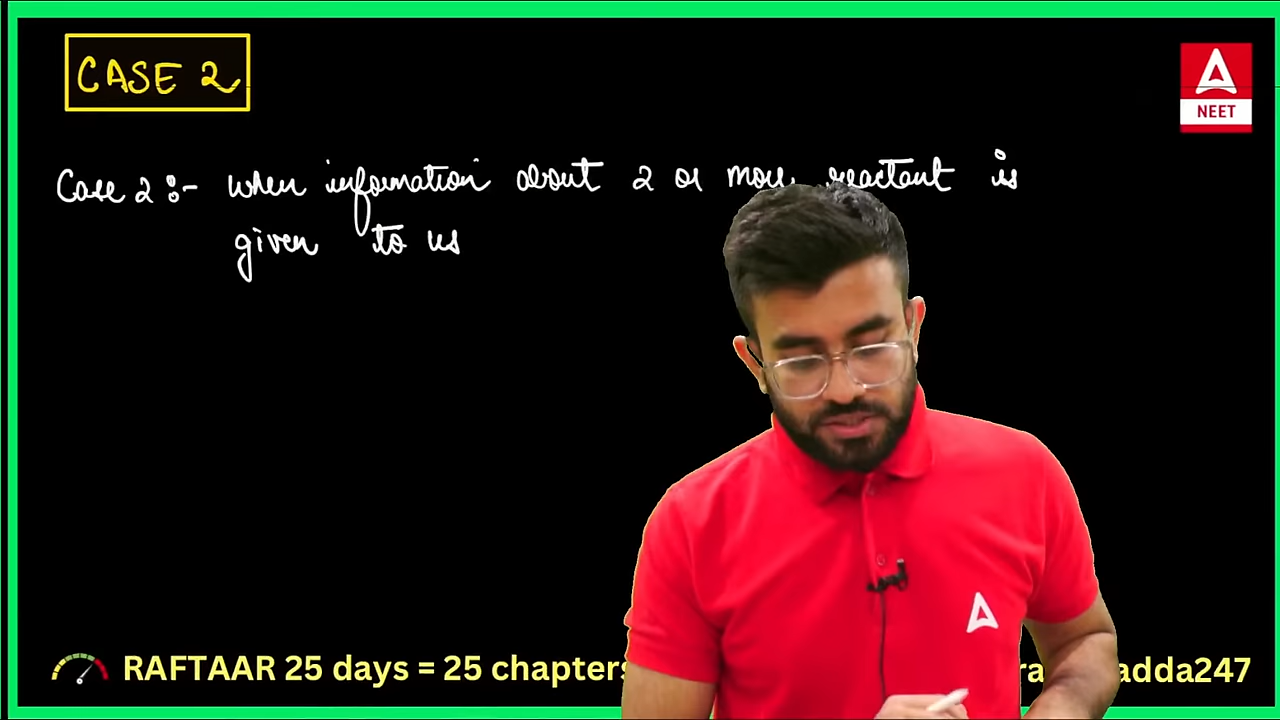 CASE 2
NEET
Case 2 :- when information about 2 or more reactant is
given to us
RAFTAAR 25 days = 25 chapters
adda247